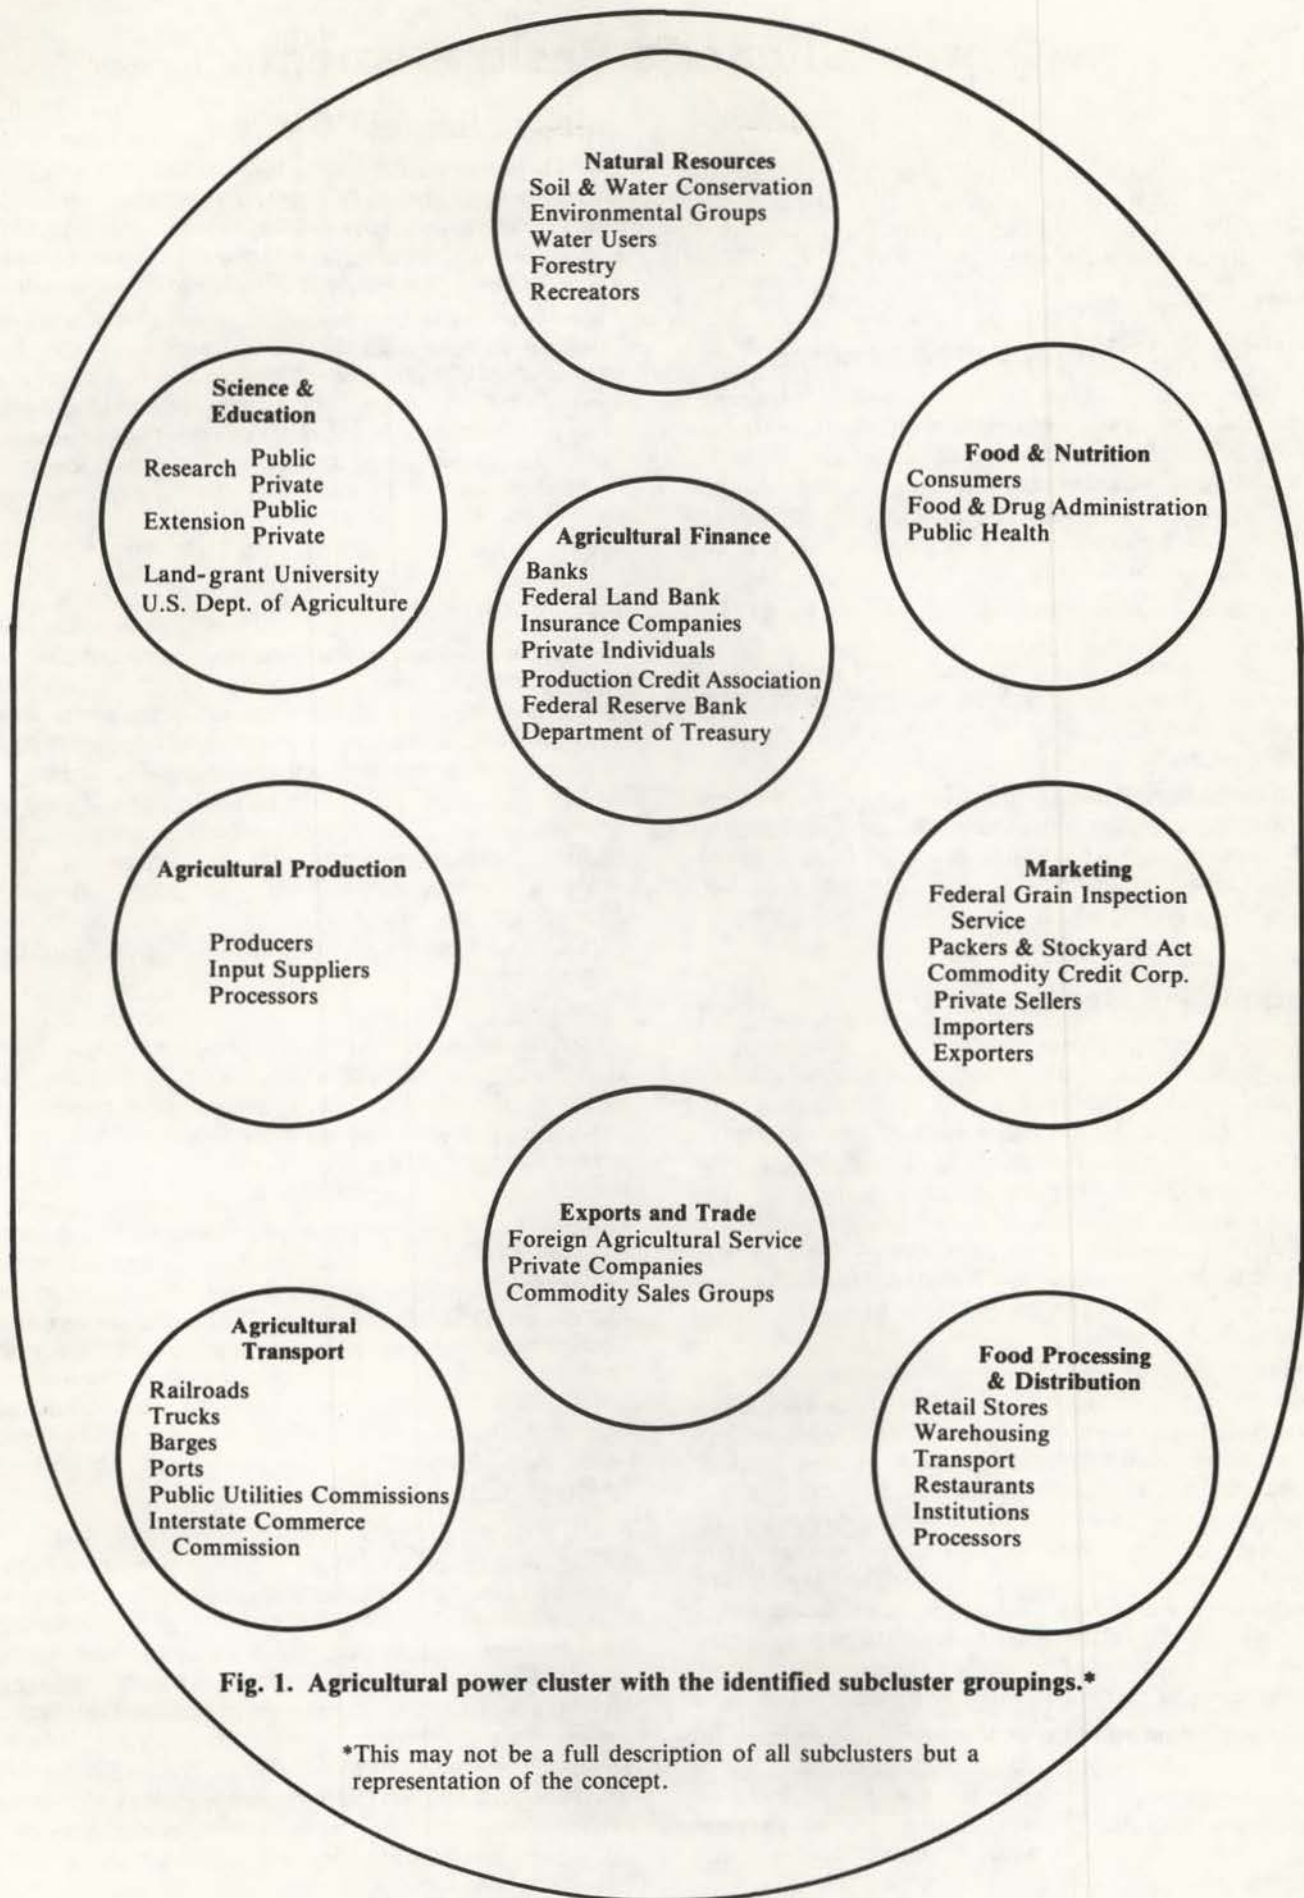 Natural Resources
Soil & Water Conservation
Environmental Groups
Water Users
Forestry
Recreators
Science &
Education
Research Public
Private
Extension Public
Private
Land-grant University
U.S. Dept. of Agriculture
Agricultural Finance
Banks
Federal Land Bank
Insurance Companies
Private Individuals
Production Credit Association
Federal Reserve Bank
Department of Treasury
Food & Nutrition
Consumers
Food & Drug Administration
Public Health
Agricultural Production
Producers
Input Suppliers
Processors
Marketing
Federal Grain Inspection
Service
Packers & Stockyard Act
Commodity Credit Corp.
Private Sellers
Importers
Exporters
Exports and Trade
Foreign Agricultural Service
Private Companies
Commodity Sales Groups
Agricultural
Transport
Railroads
Trucks
Barges
Ports
Public Utilities Commissions
Interstate Commerce
Commission
Food Processing
& Distribution
Retail Stores
Warehousing
Transport
Restaurants
Institutions
Processors
Fig. 1. Agricultural power cluster with the identified subcluster groupings.*
*This may not be a full description of all subclusters but a
representation of the concept.